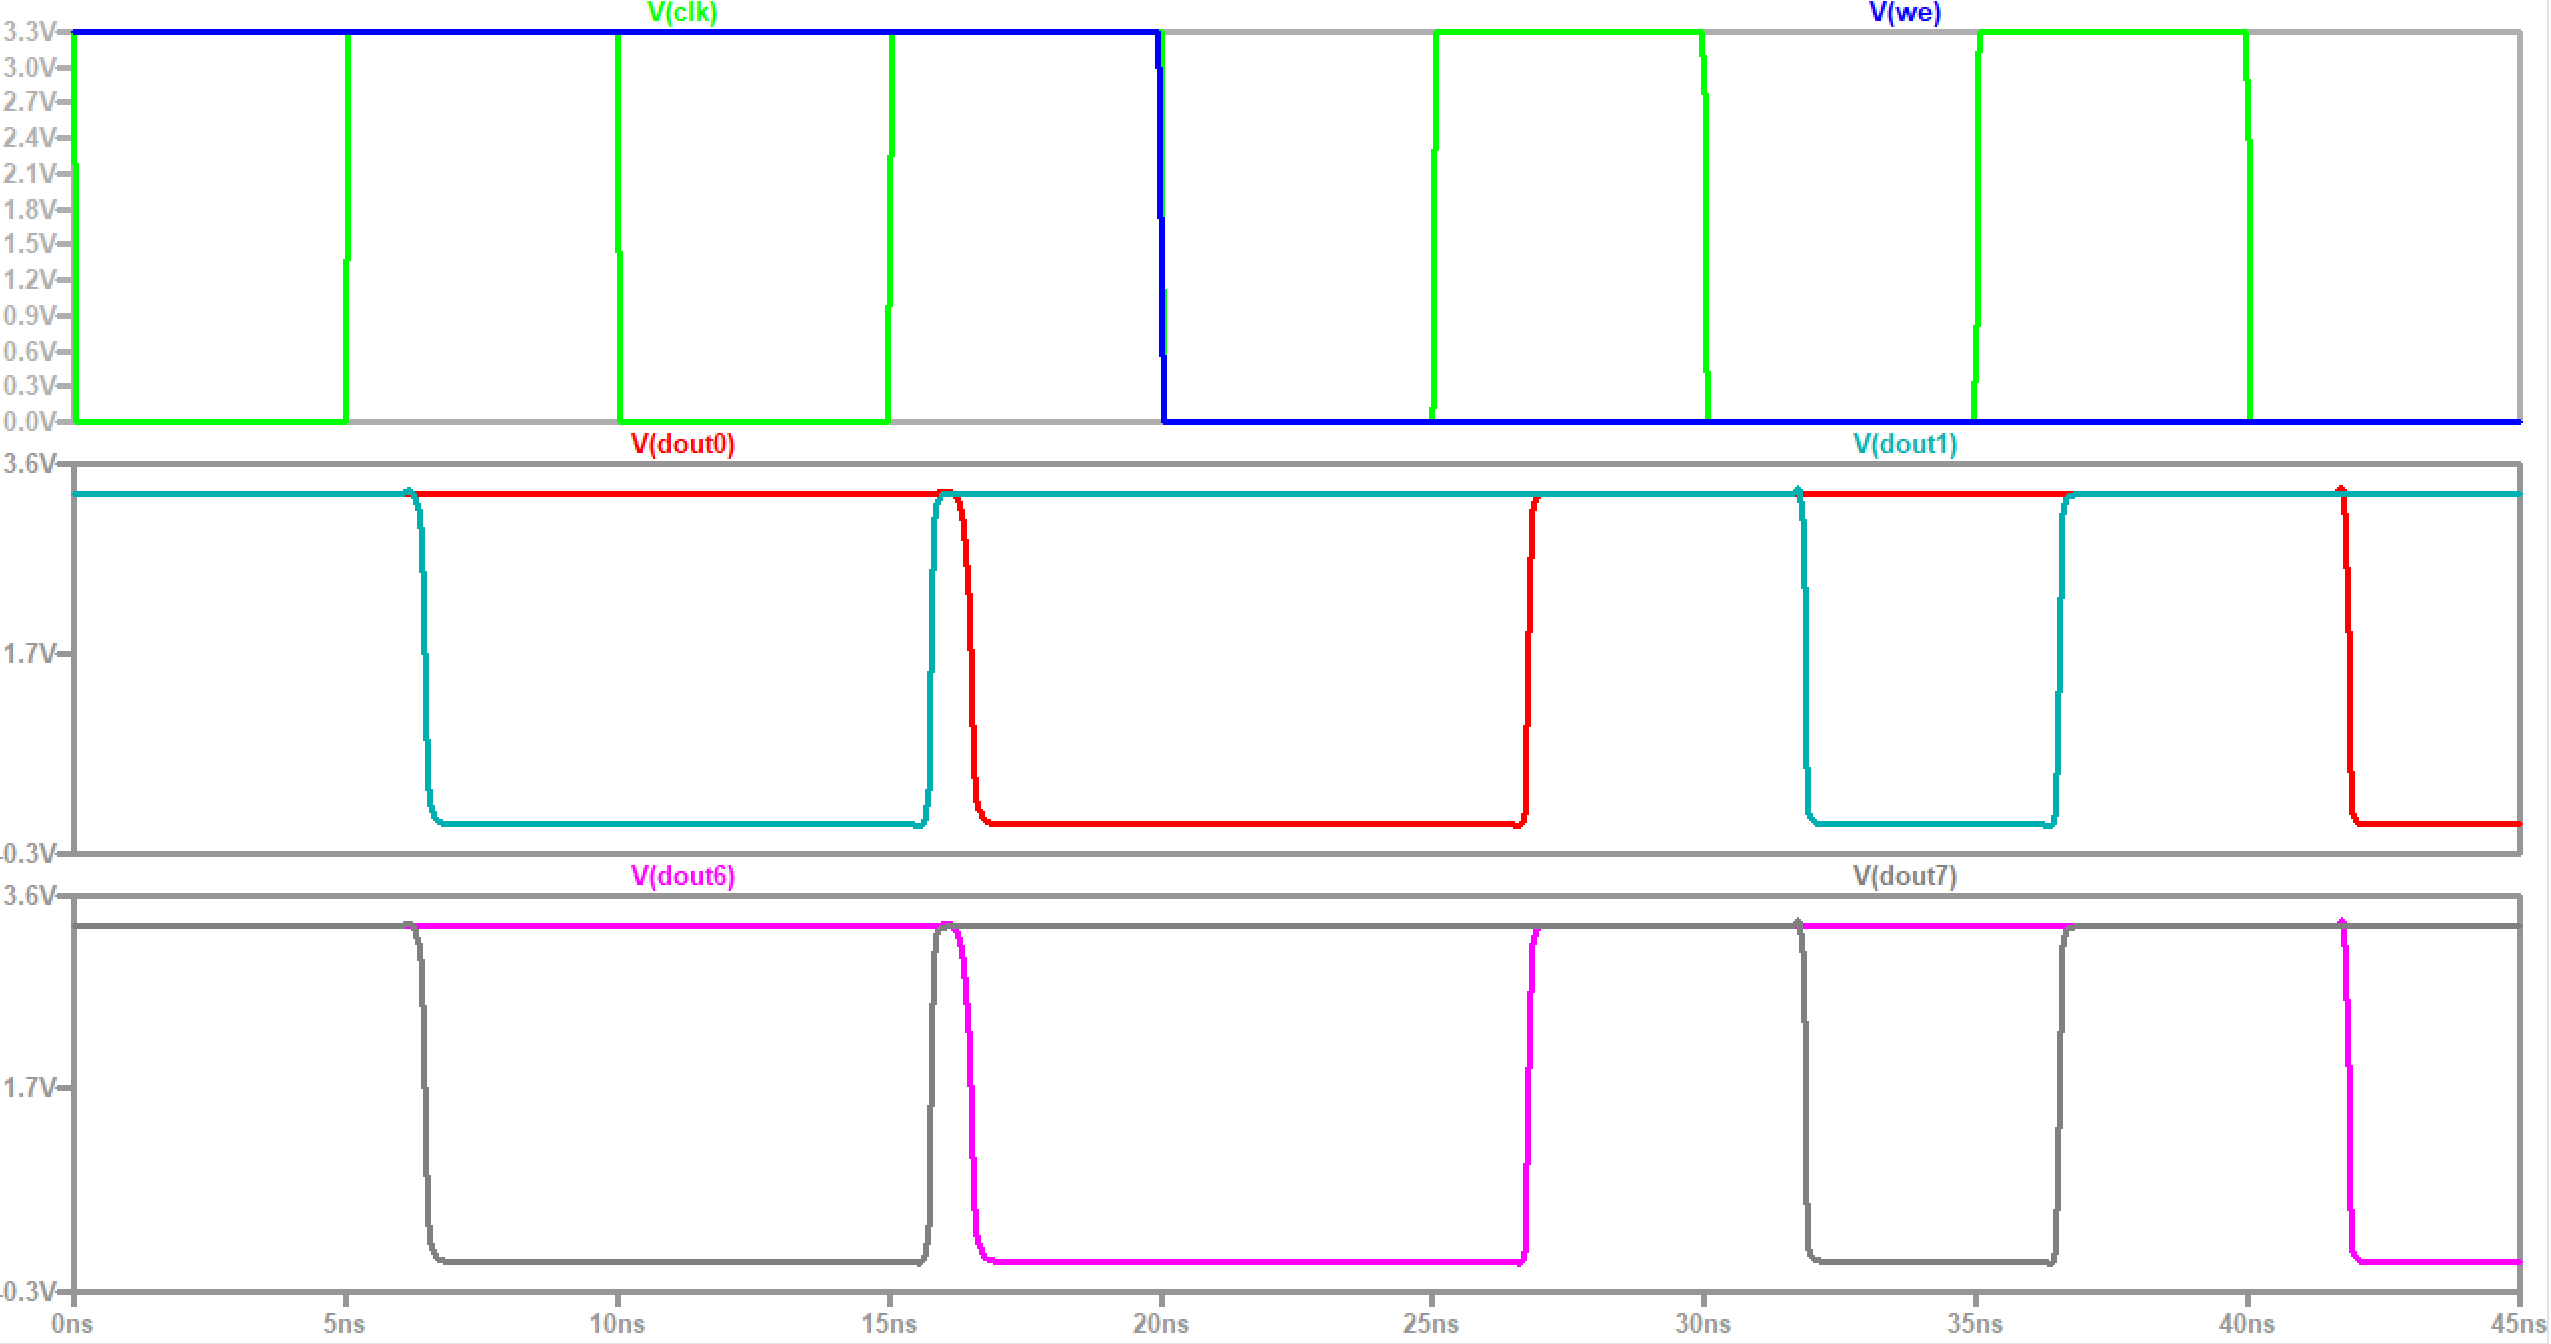 V(clk) V(we)
3.3V
3.0V
2.7V
2.4V
2.1V
1.8V
1.5V
1.2V
0.9V
0.6V
0.3V
0.0V
V(dout0) V(dout1)
3.6V
1.7V
-0.3V
V(dout6) V(dout7)
3.6V
1.7V
-0.3V
0ns 5ns 10ns 15ns 20ns 25ns 30ns 35ns 40ns 45ns